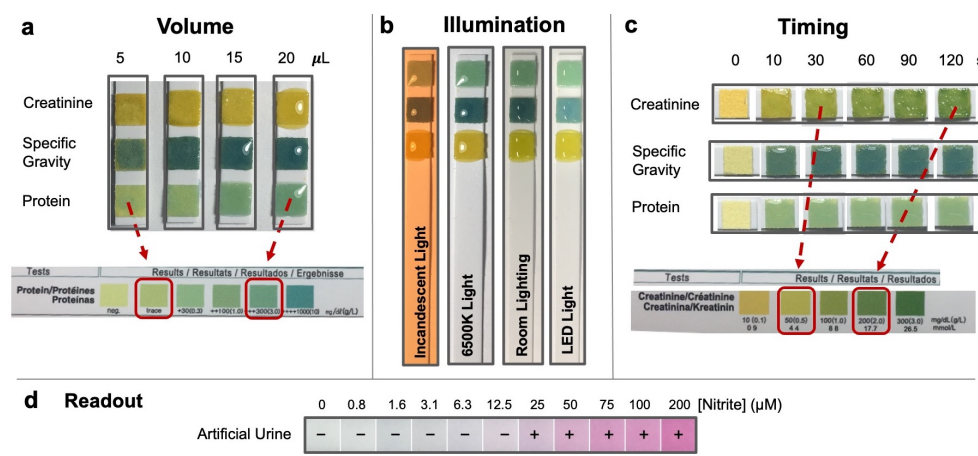 a Volume
5 10 15 20 μL
Creatinine
Specific
Gravity
Protein
Tests Results / Resultats / Resultados / Ergebnisse
Protein/Protéines
Proteinas
neg. trace +30(0.3) ++100(1.0) ++300(3.0) ++++1000(10) mg/dl(g/L)
b Illumination
Incandescent Light
6500K Light
Room Lighting
LED Light
c Timing
0 10 30 60 90 120 s
Creatinine
Specific
Gravity
Protein
Tests Results / Resultats / Resultados
Creatinine/Créatinine
Creatinina/Kreatinin
10 (0.1) 50(0.5) 100(1.0) 200(2.0) 300(3.0) mg/dL(g/L)
0 9 4 4 8 8 17.7 26.5 mmol/L
d Readout
0 0.8 1.6 3.1 6.3 12.5 25 50 75 100 200 [Nitrite] (μM)
Artificial Urine − − − − − − + + + + +